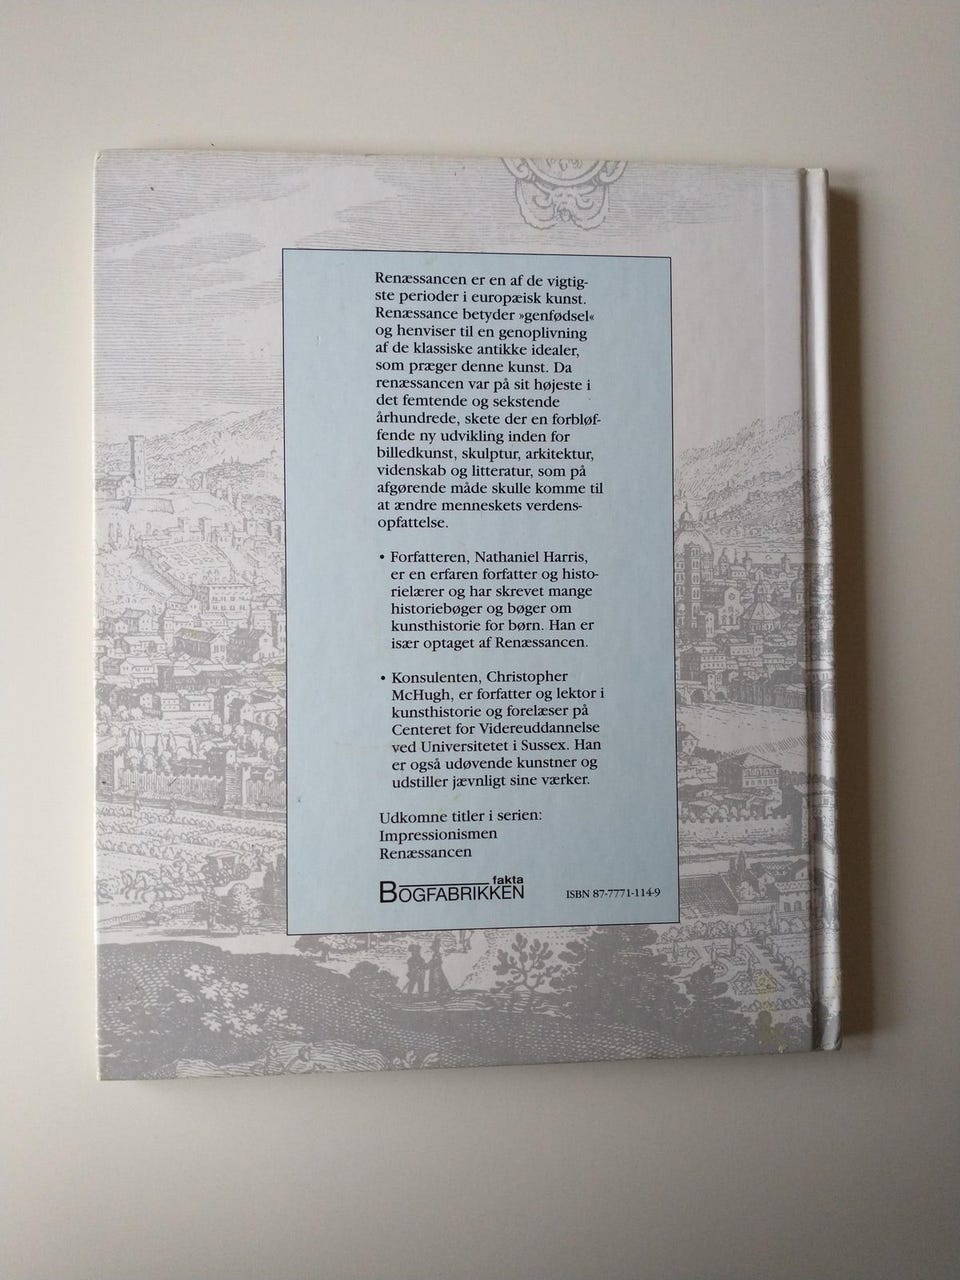 Renæssancen er en af de vigtig-
ste perioder i europæisk kunst.
Renæssance betyder »genfødsel«
og henviser til en genoplivning
af de klassiske antikke idealer,
som præger denne kunst. Da
renæssancen var på sit højeste i
det femtende og sekstende
århundrede, skete der en forbløf-
fende ny udvikling inden for
billedkunst, skulptur, arkitektur,
videnskab og litteratur, som på
afgørende måde skulle komme til
at ændre menneskets verdens-
opfattelse.
• Forfatteren, Nathaniel Harris,
er en erfaren forfatter og histo-
rielærer og har skrevet mange
historiebøger og bøger om
kunsthistorie for børn. Han er
især optaget af Renæssancen.
• Konsulenten, Christopher
McHugh, er forfatter og lektor i
kunsthistorie og forelæser på
Centeret for Videreuddannelse
ved Universitetet i Sussex. Han
er også udøvende kunstner og
udstiller jævnligt sine værker.
Udkomne titler i serien:
Impressionismen
Renæssancen
fakta
BOGFABRIKKEN
ISBN 87-7771-114-9